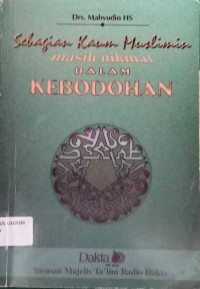 Drs. Mahyudin HS
Sebagian Kaum Muslimin
masih nikmat
DALAM
KEBODOHAN
Dakta
Yayasan Majelis Ta'lim Radio Dakta